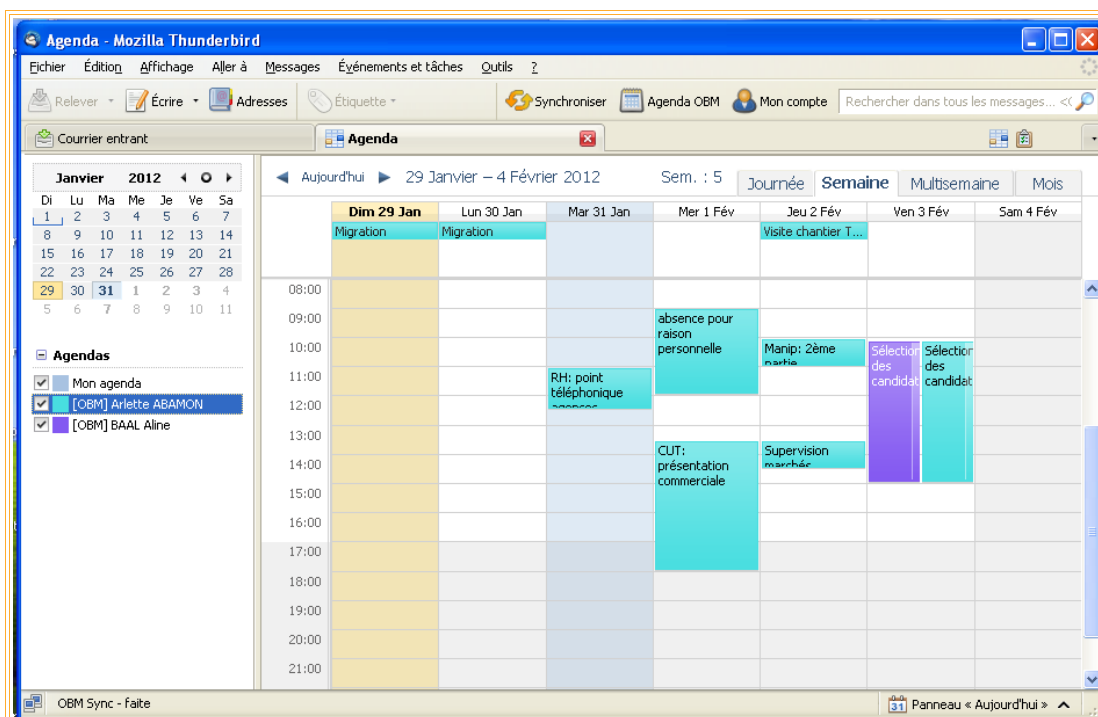 Agenda - Mozilla Thunderbird
Fichier Édition Affichage Aller à Messages Événements et tâches Outils ?
Relever Écrire Adresses Étiquette Synchroniser Agenda OBM Mon compte Rechercher dans tous les messages...
Courrier entrant Agenda
Janvier 2012
Di Lu Ma Me Je Ve Sa
1 2 3 4 5 6 7
8 9 10 11 12 13 14
15 16 17 18 19 20 21
22 23 24 25 26 27 28
29 30 31 1 2 3 4
5 6 7 8 9 10 11
Agendas
Mon agenda
[OBM] Arlette ABAMON
[OBM] BAAL Aline
Aujourd'hui 29 Janvier – 4 Février 2012 Sem. : 5 Journée Semaine Multisemaine Mois
Dim 29 Jan Lun 30 Jan Mar 31 Jan Mer 1 Fév Jeu 2 Fév Ven 3 Fév Sam 4 Fév
Migration Migration Visite chantier T...
08:00
09:00
absence pour
raison
personnelle
10:00
Manip: 2ème
partie
Sélection
des
candidat
Sélection
des
candidat
11:00
RH: point
téléphonique
agences
12:00
13:00
CUT:
présentation
commerciale
Supervision
marchés
14:00
15:00
16:00
17:00
18:00
19:00
20:00
21:00
OBM Sync - faite 31 Panneau « Aujourd'hui »